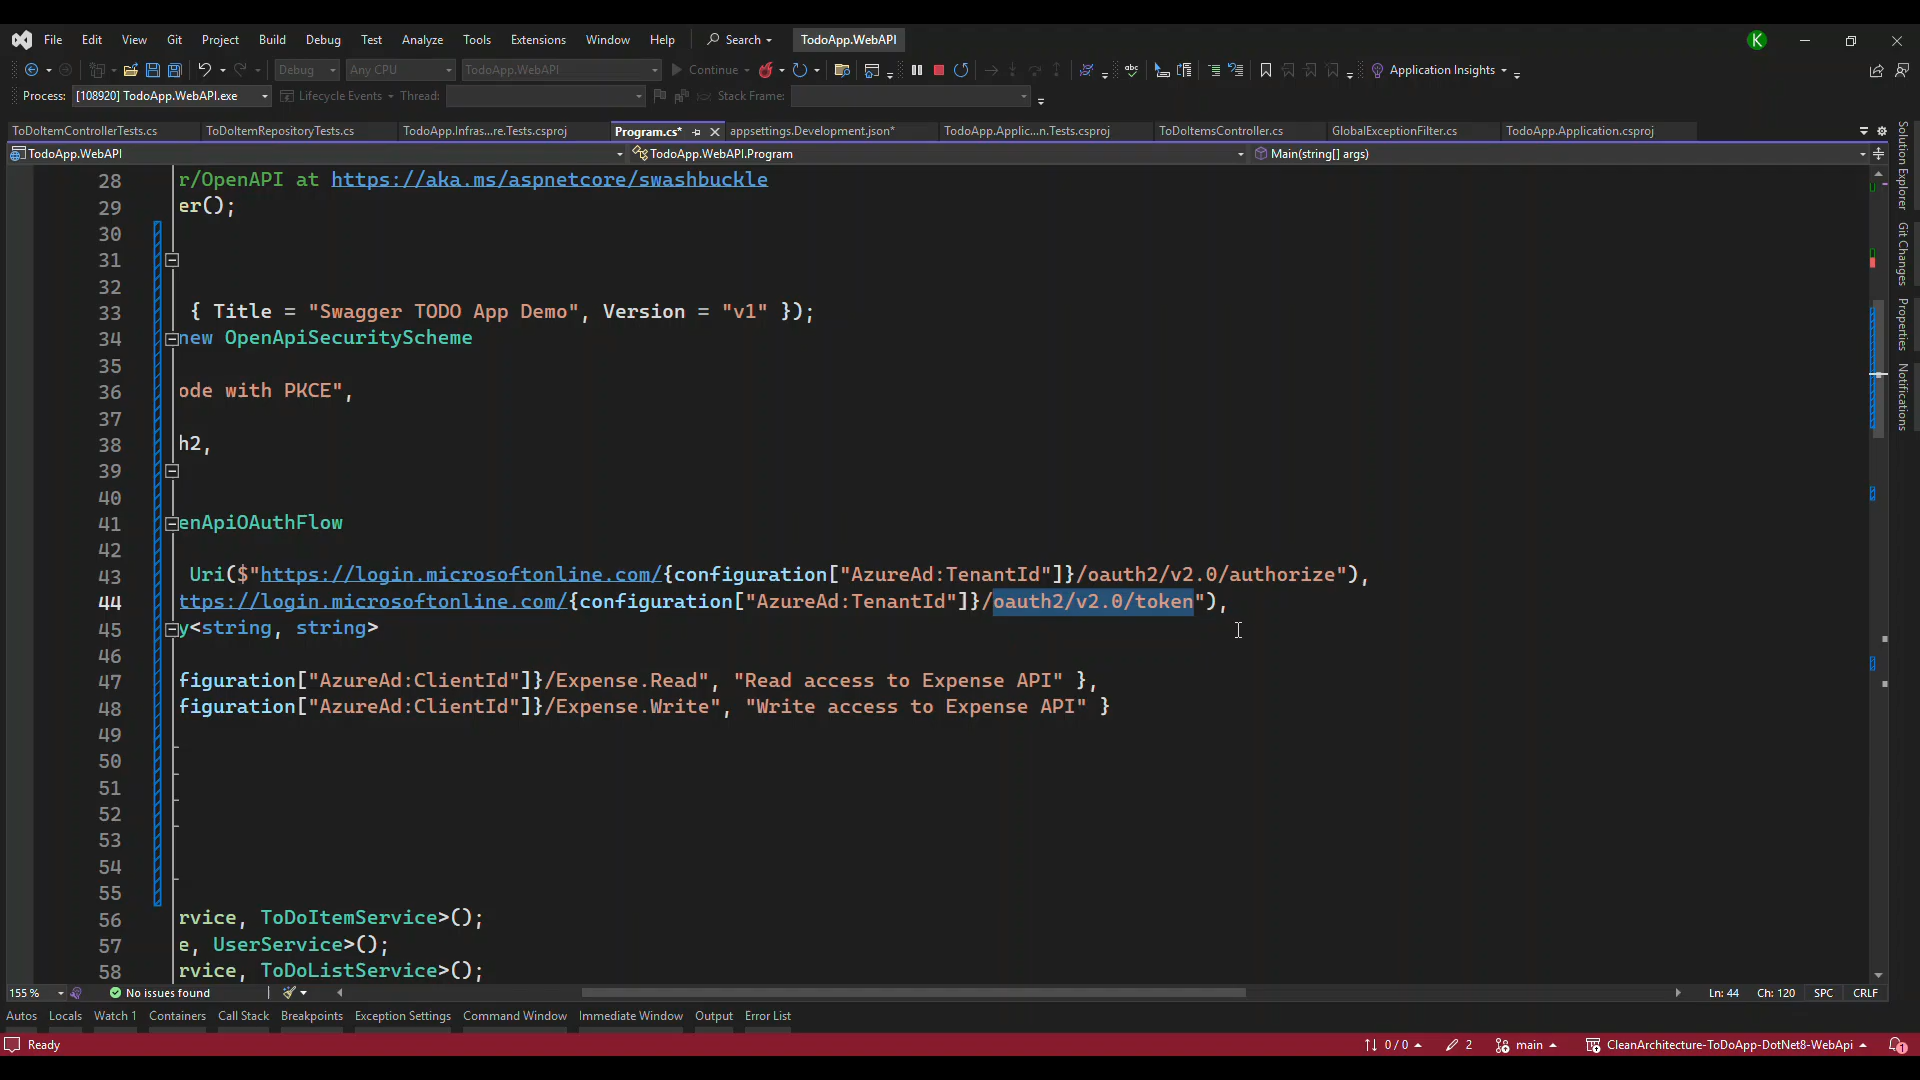 File Edit View Git Project Build Debug Test Analyze Tools Extensions Window Help Search TodoApp.WebAPI K
Debug Any CPU TodoApp.WebAPI Continue Application Insights
Process: [108920] TodoApp.WebAPI.exe Lifecycle Events Thread: Stack Frame:
ToDoItemControllerTests.cs ToDoItemRepositoryTests.cs TodoApp.Infras...re.Tests.csproj Program.cs* appsettings.Development.json* TodoApp.Applic...n.Tests.csproj ToDoItemsController.cs GlobalExceptionFilter.cs TodoApp.Application.csproj
TodoApp.WebAPI TodoApp.WebAPI.Program Main(string[] args)
28 r/OpenAPI at https://aka.ms/aspnetcore/swashbuckle
29 er();
30
31
32
33 { Title = "Swagger TODO App Demo", Version = "v1" });
34 new OpenApiSecurityScheme
35
36 ode with PKCE",
37
38 h2,
39
40
41 enApiOAuthFlow
42
43 Uri($"https://login.microsoftonline.com/{configuration["AzureAd:TenantId"]}/oauth2/v2.0/authorize"),
44 ttps://login.microsoftonline.com/{configuration["AzureAd:TenantId"]}/oauth2/v2.0/token"),
45 y<string, string>
46
47 figuration["AzureAd:ClientId"]}/Expense.Read", "Read access to Expense API" },
48 figuration["AzureAd:ClientId"]}/Expense.Write", "Write access to Expense API" }
49
50
51
52
53
54
55
56 rvice, ToDoItemService>();
57 e, UserService>();
58 rvice, ToDoListService>();
Solution Explorer
Git Changes
Properties
Notifications
155 % No issues found Ln: 44 Ch: 120 SPC CRLF
Autos Locals Watch 1 Containers Call Stack Breakpoints Exception Settings Command Window Immediate Window Output Error List
Ready 0 / 0 2 main CleanArchitecture-ToDoApp-DotNet8-WebApi 1